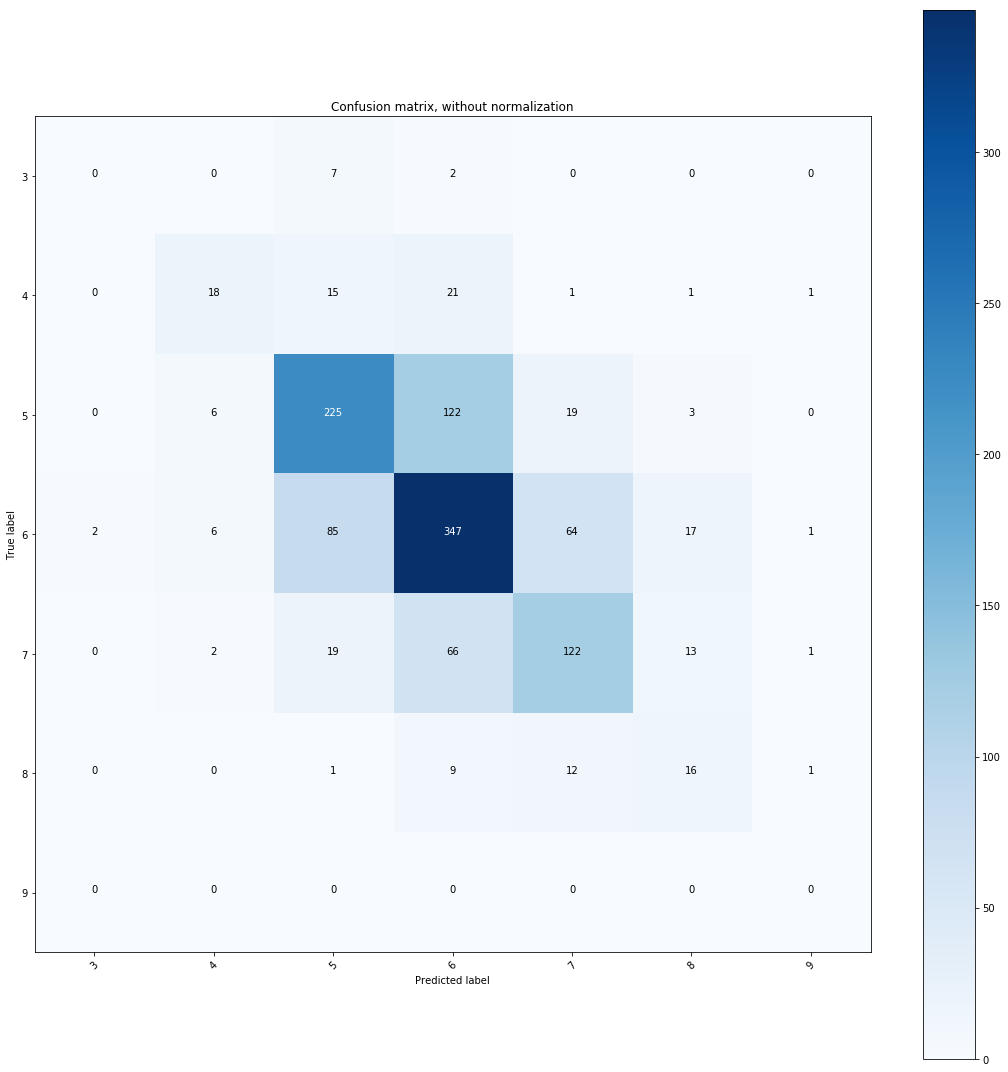 Confusion matrix, without normalization
3 0 0 7 2 0 0 0
4 0 18 15 21 1 1 1
5 0 6 225 122 19 3 0
6 2 6 85 347 64 17 1
7 0 2 19 66 122 13 1
8 0 0 1 9 12 16 1
9 0 0 0 0 0 0 0
3 4 5 6 7 8 9
True label
Predicted label
300
250
200
150
100
50
0